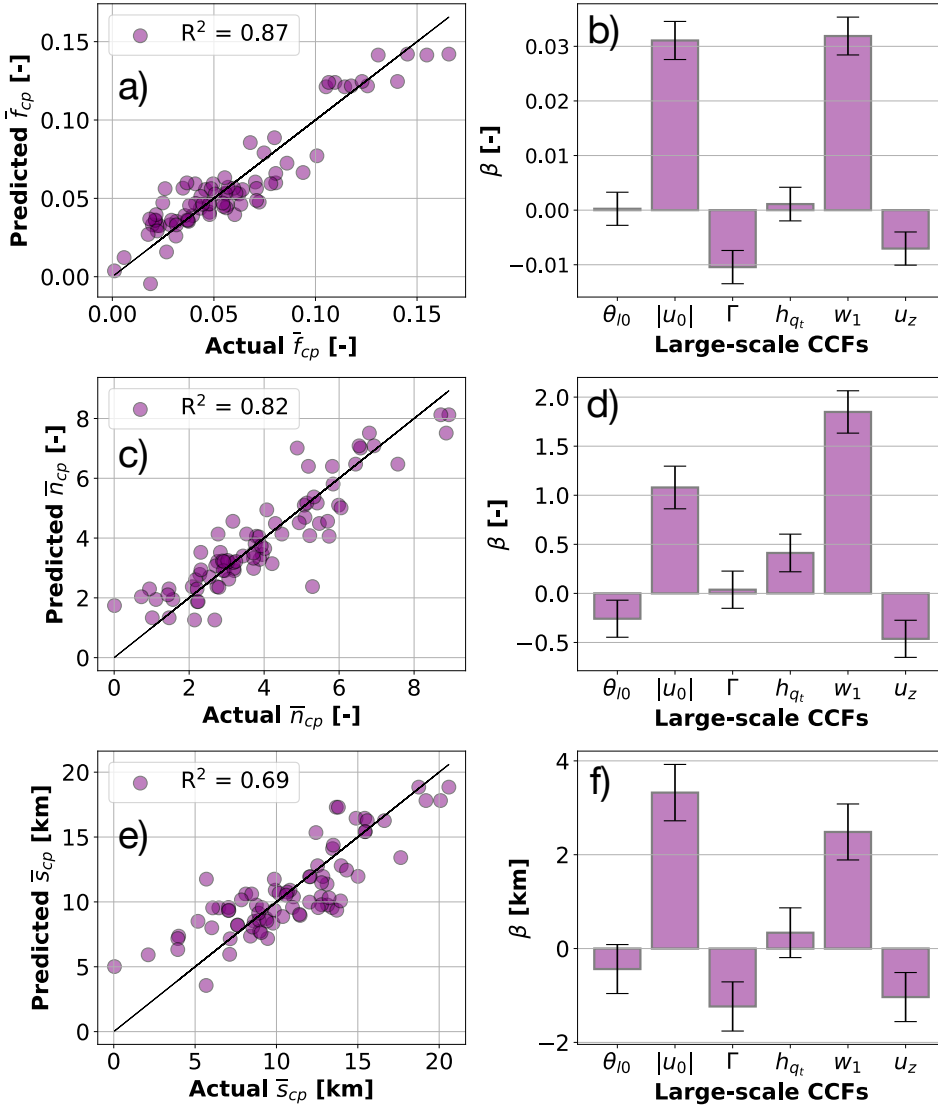 R² = 0.87
a)
Predicted f̅cp [-]
0.15
0.10
0.05
0.00
0.00 0.05 0.10 0.15
Actual f̅cp [-]
b)
β [-]
0.03
0.02
0.01
0.00
−0.01
θl0 |u0| Γ hqt w1 uz
Large-scale CCFs
R² = 0.82
c)
Predicted n̅cp [-]
8
6
4
2
0
0 2 4 6 8
Actual n̅cp [-]
d)
β [-]
2.0
1.5
1.0
0.5
0.0
−0.5
θl0 |u0| Γ hqt w1 uz
Large-scale CCFs
R² = 0.69
e)
Predicted s̅cp [km]
20
15
10
5
0
0 5 10 15 20
Actual s̅cp [km]
f)
β [km]
4
2
0
−2
θl0 |u0| Γ hqt w1 uz
Large-scale CCFs